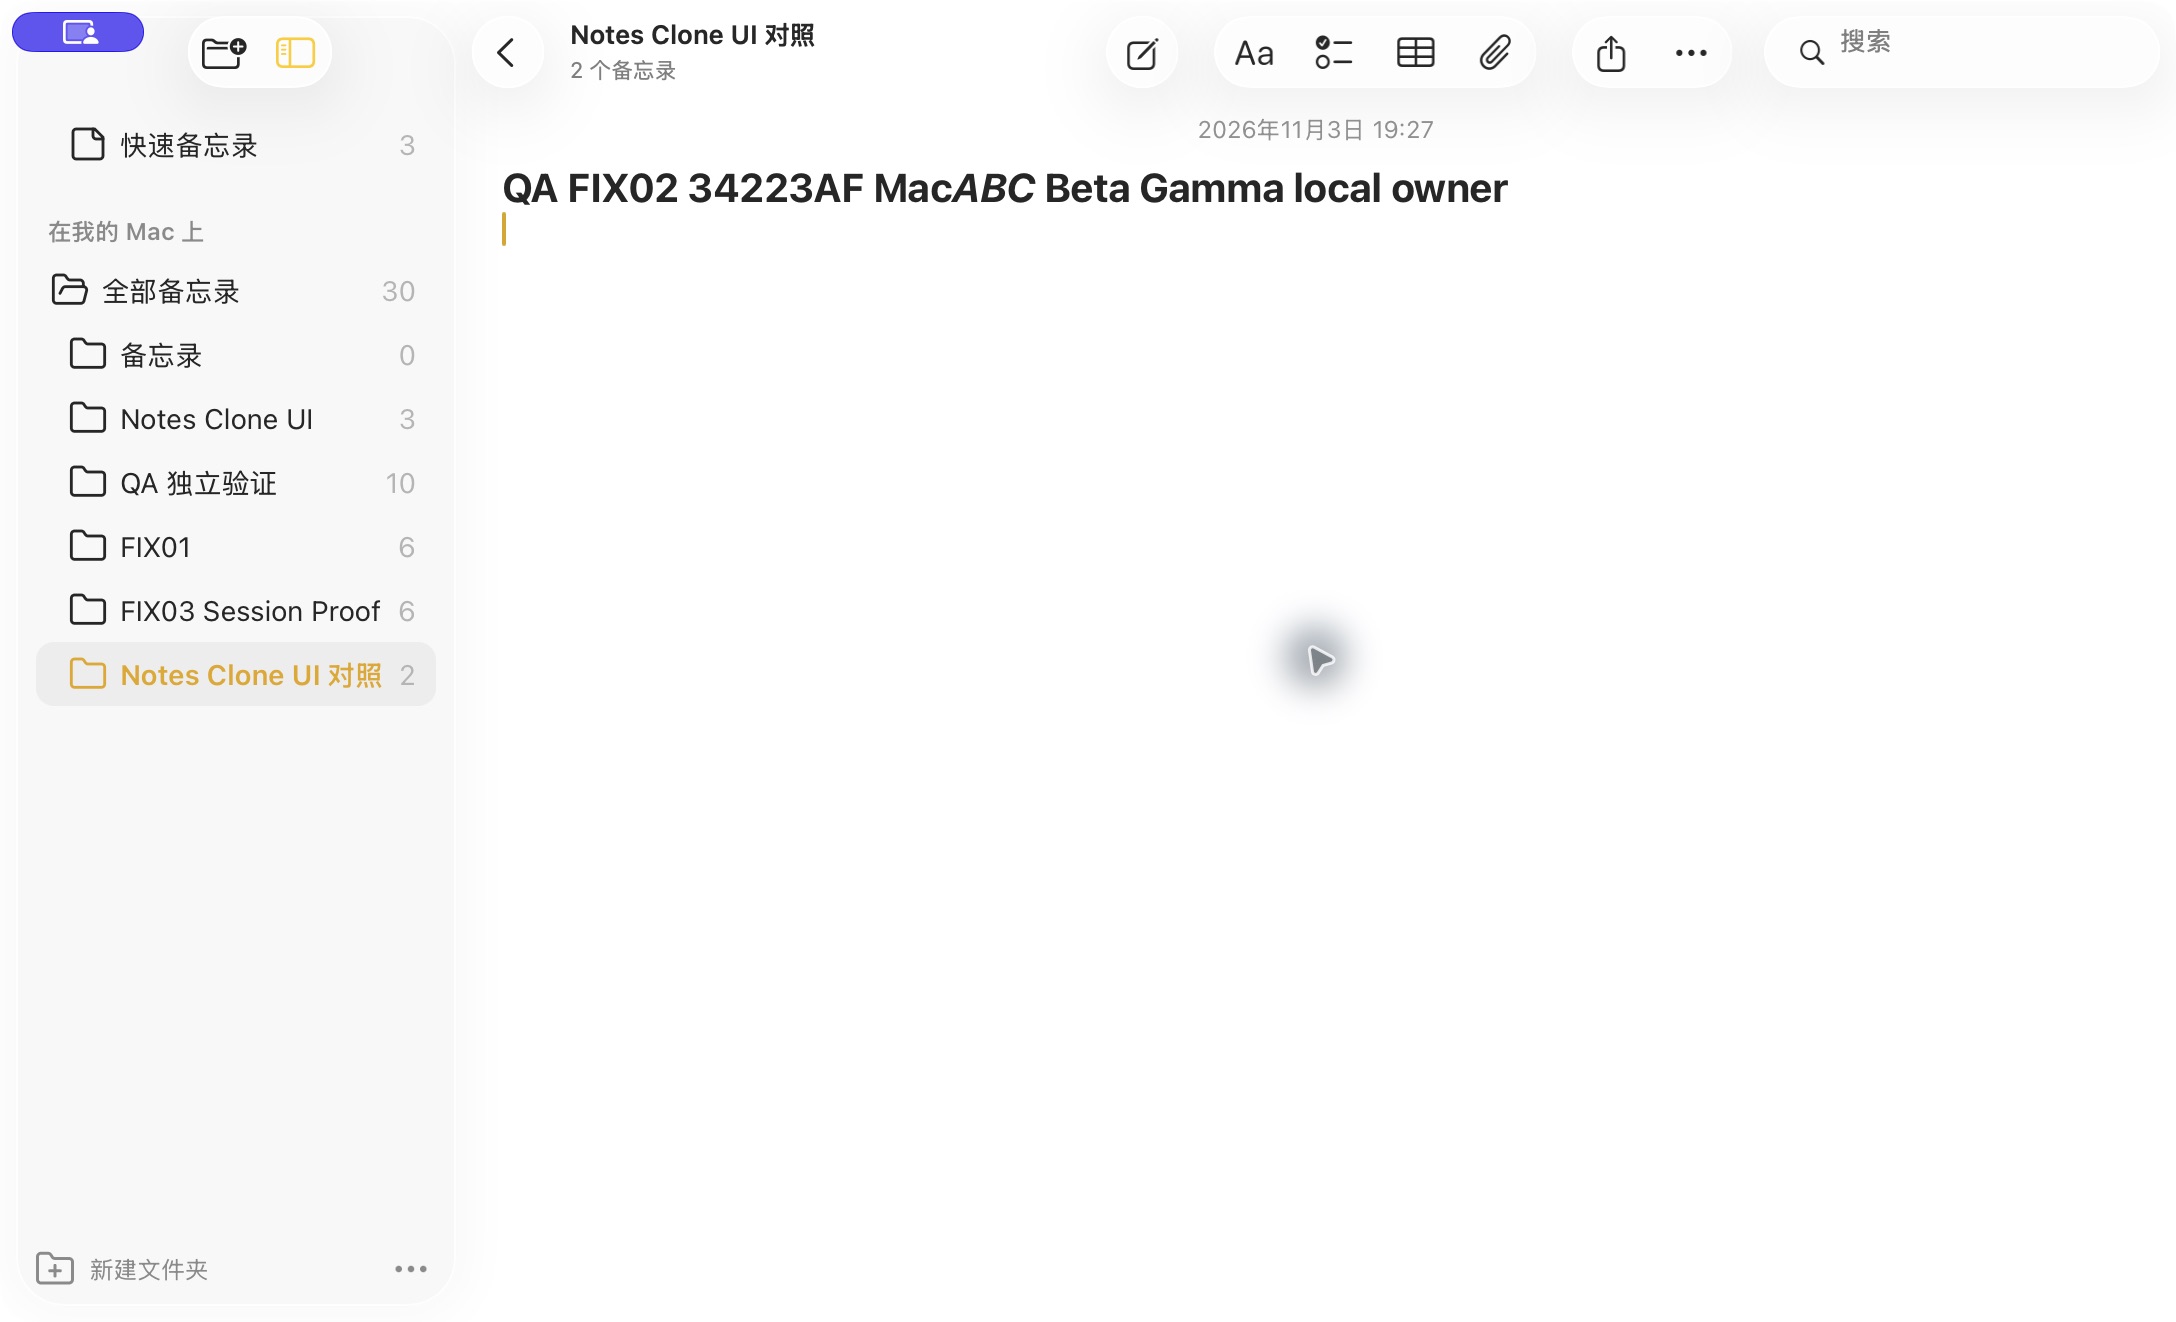 Notes Clone UI 对照
2 个备忘录
Aa
搜索
快速备忘录 3
在我的 Mac 上
全部备忘录 30
备忘录 0
Notes Clone UI 3
QA 独立验证 10
FIX01 6
FIX03 Session Proof 6
Notes Clone UI 对照 2
新建文件夹
2026年11月3日 19:27
QA FIX02 34223AF MacABC Beta Gamma local owner